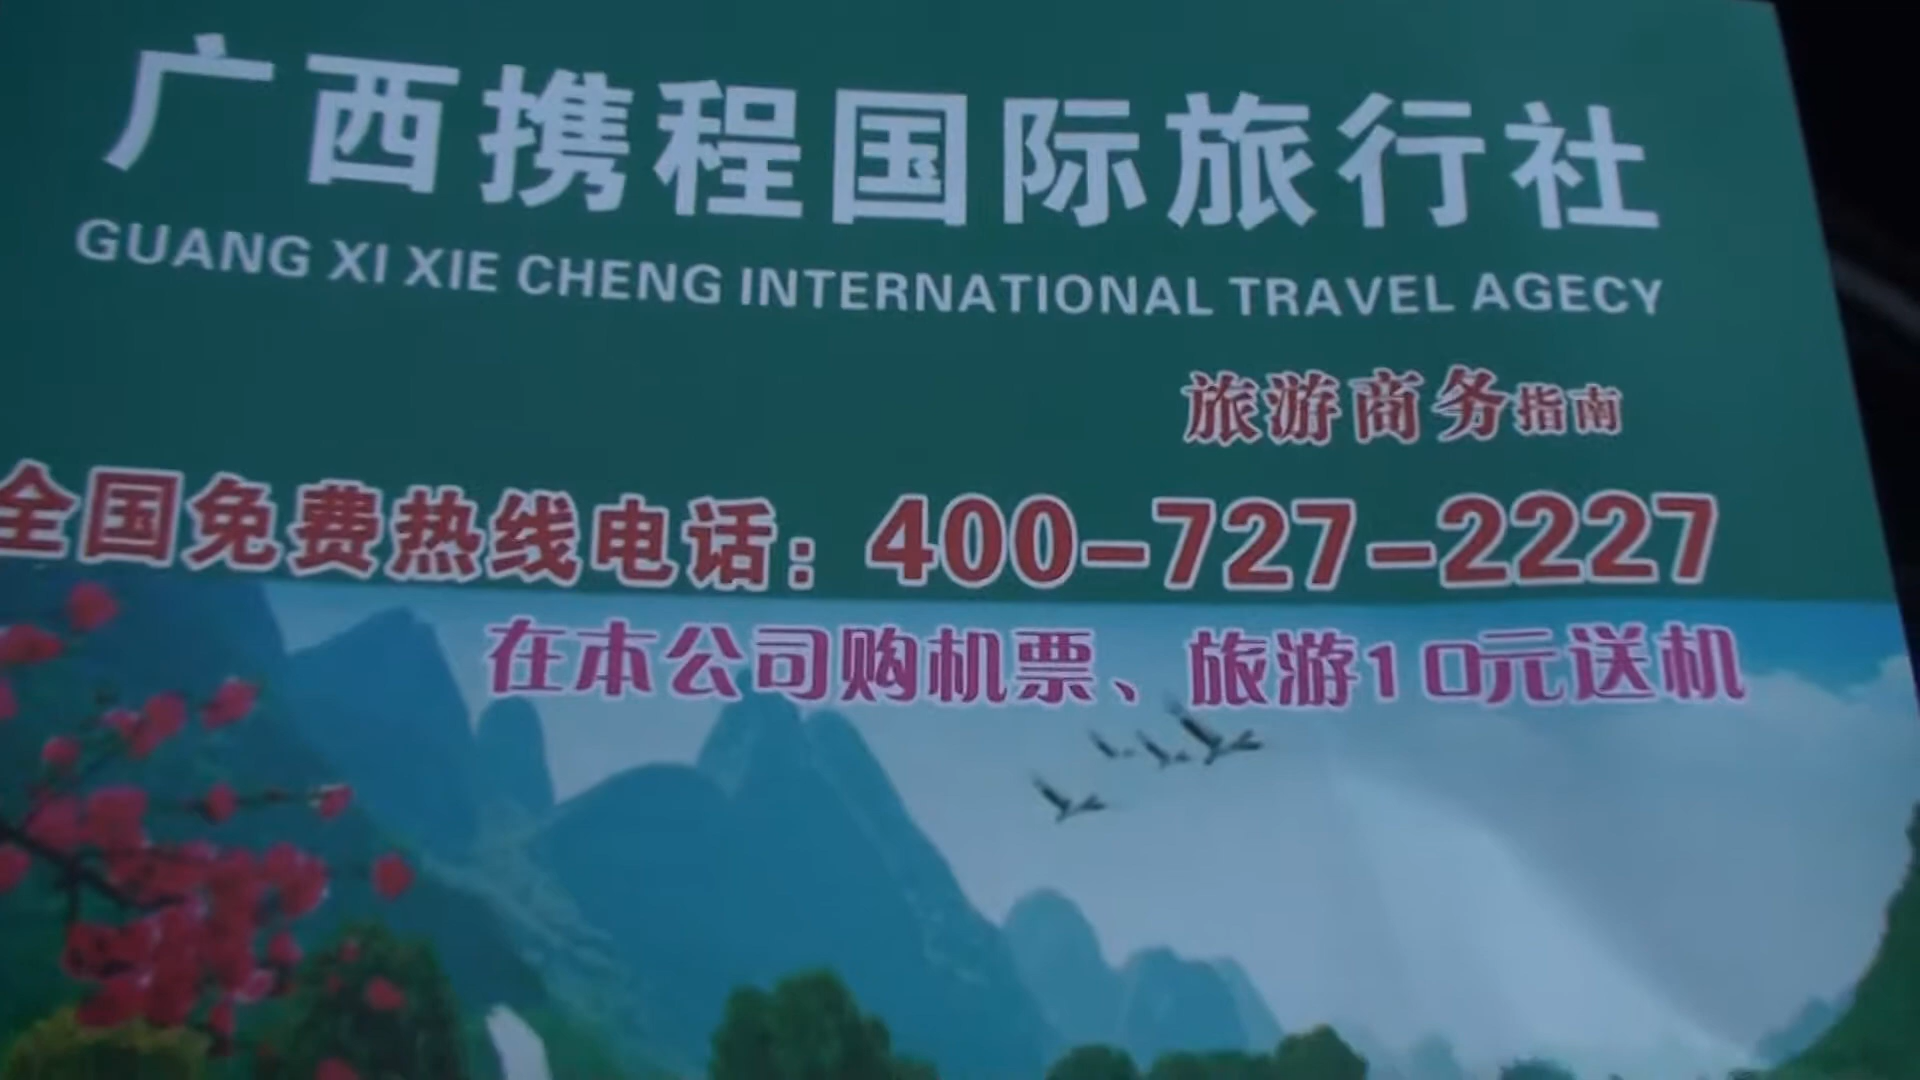 广西携程国际旅行社
GUANG XI XIE CHENG INTERNATIONAL TRAVEL AGECY
旅游商务指南
全国免费热线电话：400-727-2227
在本公司购机票、旅游10元送机